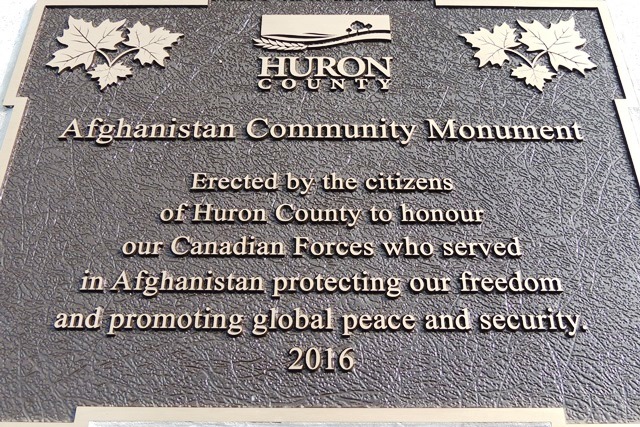 HURON
COUNTY
Afghanistan Community Monument
Erected by the citizens
of Huron County to honour
our Canadian Forces who served
in Afghanistan protecting our freedom
and promoting global peace and security.
2016